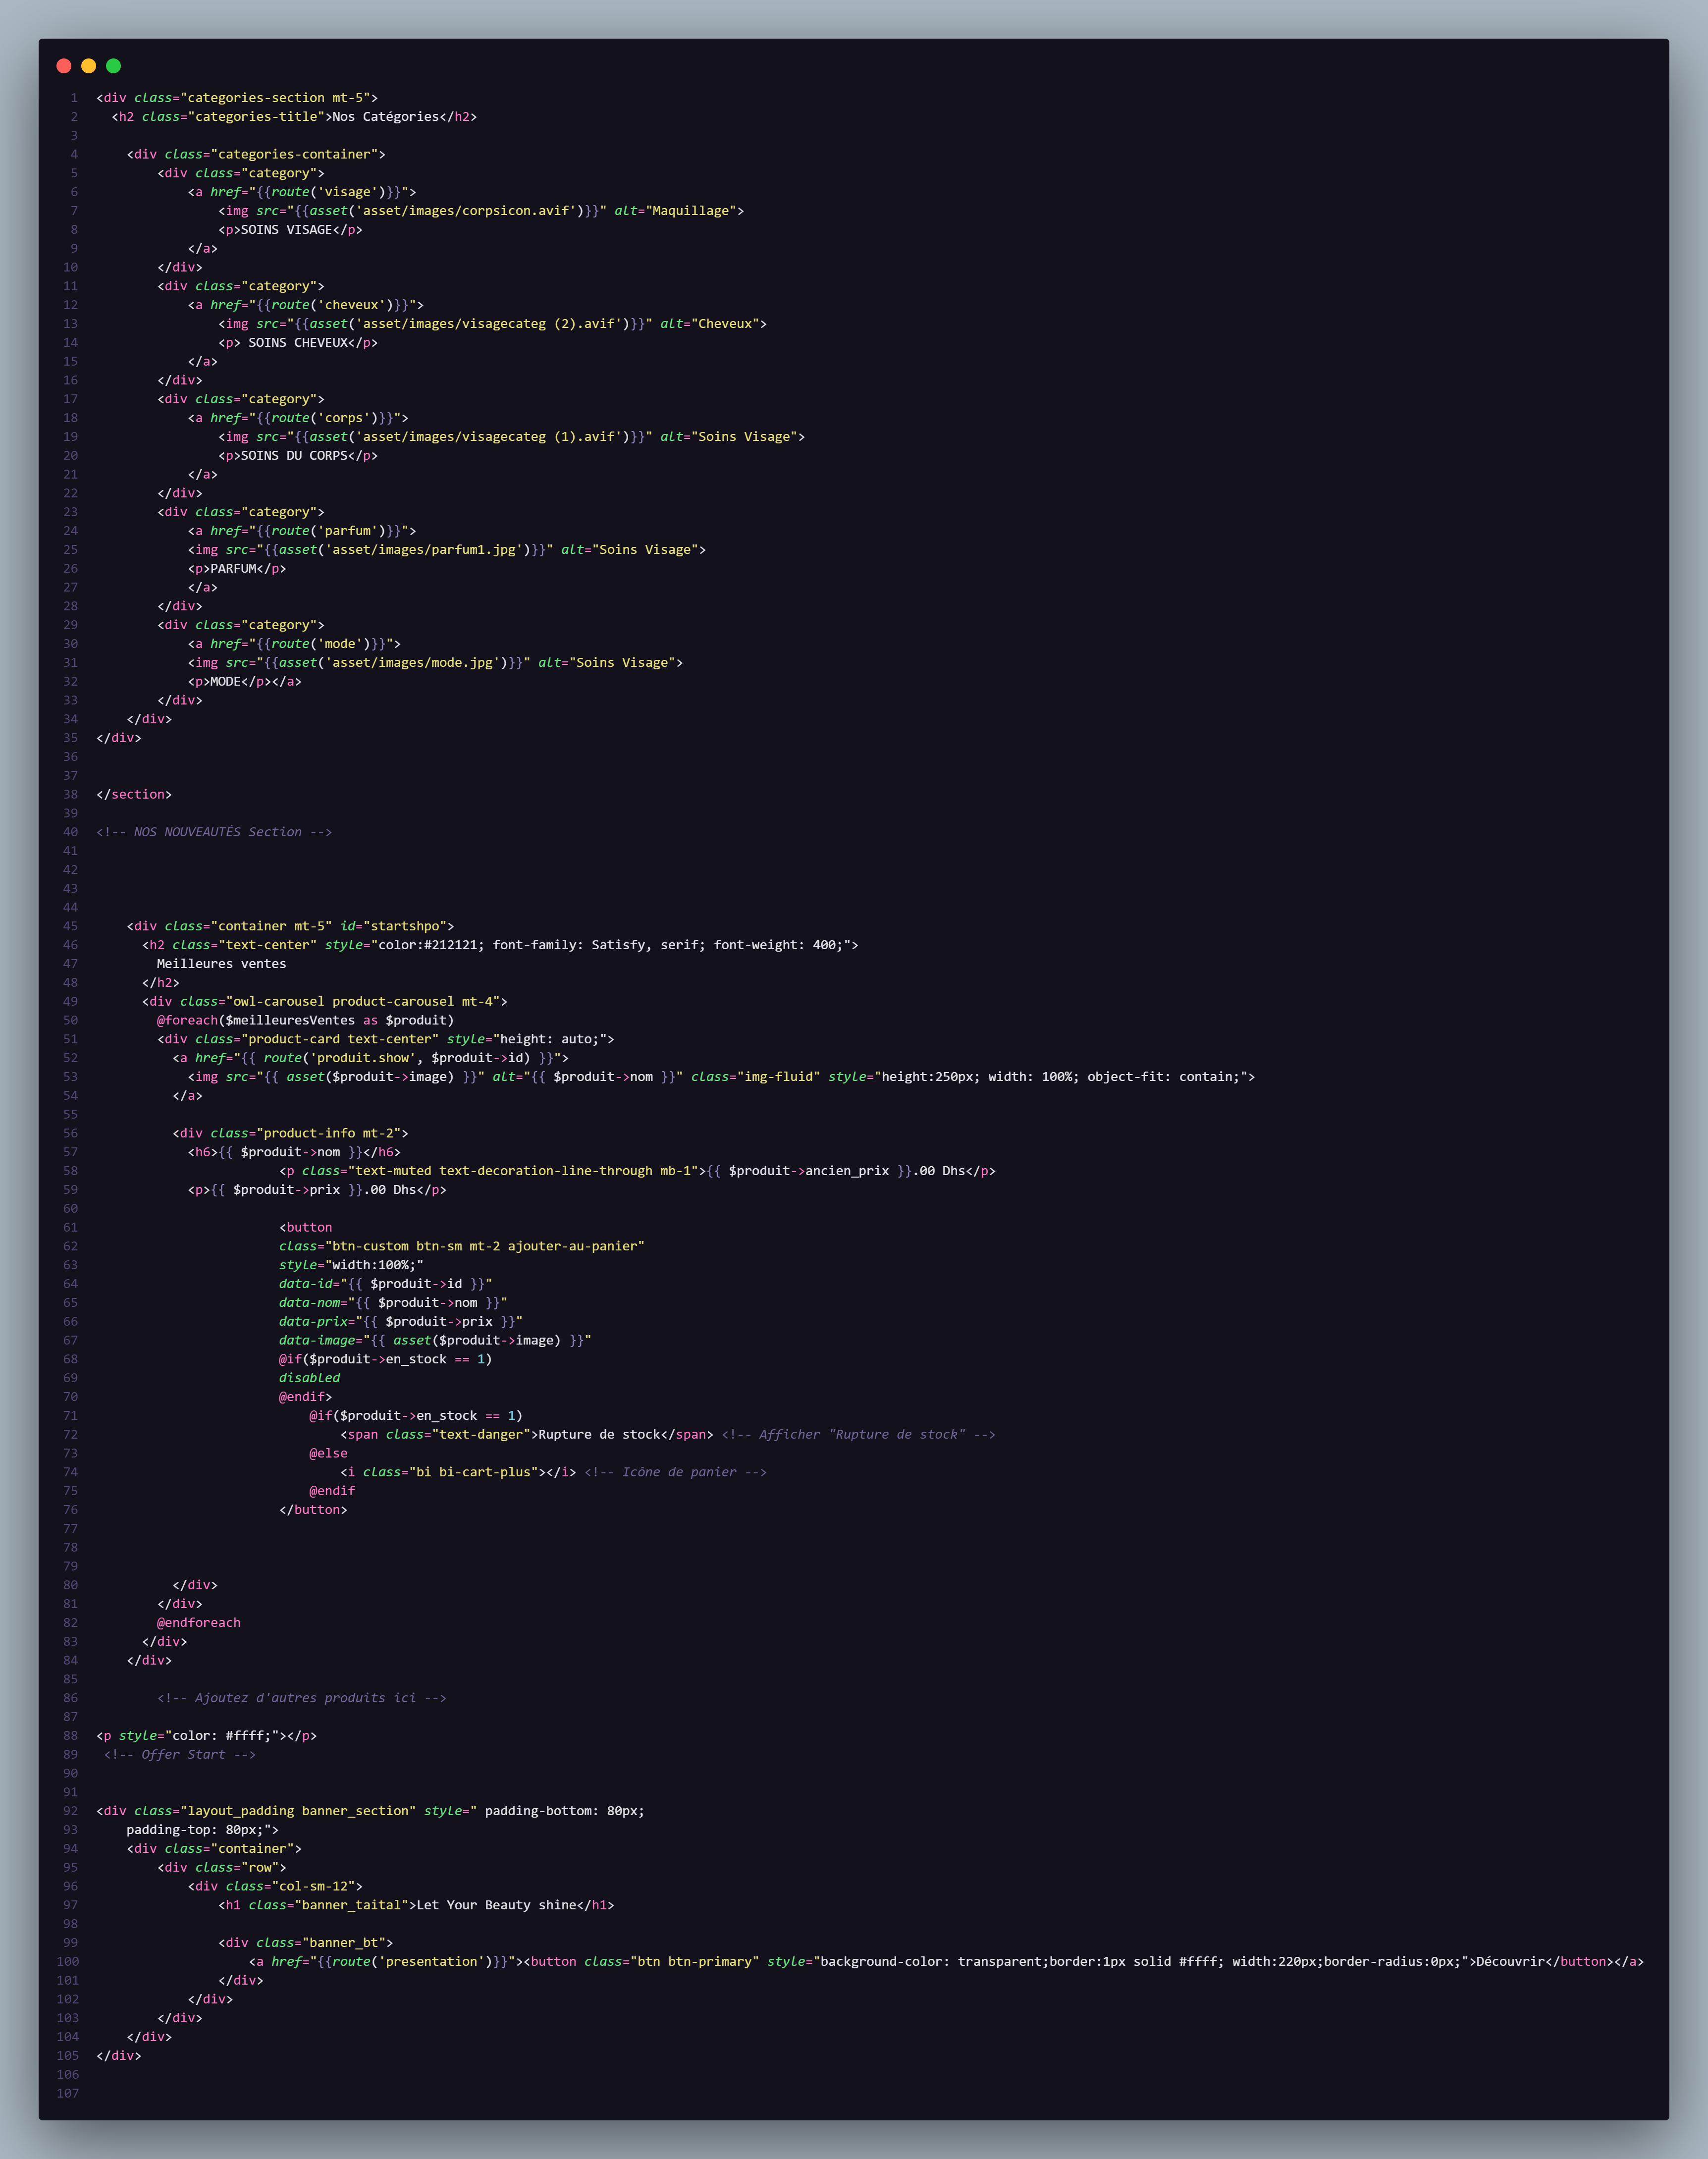 1 <div class="categories-section mt-5">
2   <h2 class="categories-title">Nos Catégories</h2>
3
4     <div class="categories-container">
5         <div class="category">
6             <a href="{{route('visage')}}">
7                 <img src="{{asset('asset/images/corpsicon.avif')}}" alt="Maquillage">
8                 <p>SOINS VISAGE</p>
9             </a>
10         </div>
11         <div class="category">
12             <a href="{{route('cheveux')}}">
13                 <img src="{{asset('asset/images/visagecateg (2).avif')}}" alt="Cheveux">
14                 <p> SOINS CHEVEUX</p>
15             </a>
16         </div>
17         <div class="category">
18             <a href="{{route('corps')}}">
19                 <img src="{{asset('asset/images/visagecateg (1).avif')}}" alt="Soins Visage">
20                 <p>SOINS DU CORPS</p>
21             </a>
22         </div>
23         <div class="category">
24             <a href="{{route('parfum')}}">
25             <img src="{{asset('asset/images/parfum1.jpg')}}" alt="Soins Visage">
26             <p>PARFUM</p>
27             </a>
28         </div>
29         <div class="category">
30             <a href="{{route('mode')}}">
31             <img src="{{asset('asset/images/mode.jpg')}}" alt="Soins Visage">
32             <p>MODE</p></a>
33         </div>
34     </div>
35 </div>
36
37
38 </section>
39
40 <!-- NOS NOUVEAUTÉS Section -->
41
42
43
44
45     <div class="container mt-5" id="startshpo">
46       <h2 class="text-center" style="color:#212121; font-family: Satisfy, serif; font-weight: 400;">
47         Meilleures ventes
48       </h2>
49       <div class="owl-carousel product-carousel mt-4">
50         @foreach($meilleuresVentes as $produit)
51         <div class="product-card text-center" style="height: auto;">
52           <a href="{{ route('produit.show', $produit->id) }}">
53             <img src="{{ asset($produit->image) }}" alt="{{ $produit->nom }}" class="img-fluid" style="height:250px; width: 100%; object-fit: contain;">
54           </a>
55
56           <div class="product-info mt-2">
57             <h6>{{ $produit->nom }}</h6>
58                         <p class="text-muted text-decoration-line-through mb-1">{{ $produit->ancien_prix }}.00 Dhs</p>
59             <p>{{ $produit->prix }}.00 Dhs</p>
60
61                         <button
62                         class="btn-custom btn-sm mt-2 ajouter-au-panier"
63                         style="width:100%;"
64                         data-id="{{ $produit->id }}"
65                         data-nom="{{ $produit->nom }}"
66                         data-prix="{{ $produit->prix }}"
67                         data-image="{{ asset($produit->image) }}"
68                         @if($produit->en_stock == 1)
69                         disabled
70                         @endif>
71                             @if($produit->en_stock == 1)
72                                 <span class="text-danger">Rupture de stock</span> <!-- Afficher "Rupture de stock" -->
73                             @else
74                                 <i class="bi bi-cart-plus"></i> <!-- Icône de panier -->
75                             @endif
76                         </button>
77
78
79
80           </div>
81         </div>
82         @endforeach
83       </div>
84     </div>
85
86         <!-- Ajoutez d'autres produits ici -->
87
88 <p style="color: #ffff;"></p>
89  <!-- Offer Start -->
90
91
92 <div class="layout_padding banner_section" style=" padding-bottom: 80px;
93     padding-top: 80px;">
94     <div class="container">
95         <div class="row">
96             <div class="col-sm-12">
97                 <h1 class="banner_taital">Let Your Beauty shine</h1>
98
99                 <div class="banner_bt">
100                     <a href="{{route('presentation')}}"><button class="btn btn-primary" style="background-color: transparent;border:1px solid #ffff; width:220px;border-radius:0px;">Découvrir</button></a>
101                 </div>
102             </div>
103         </div>
104     </div>
105 </div>
106
107